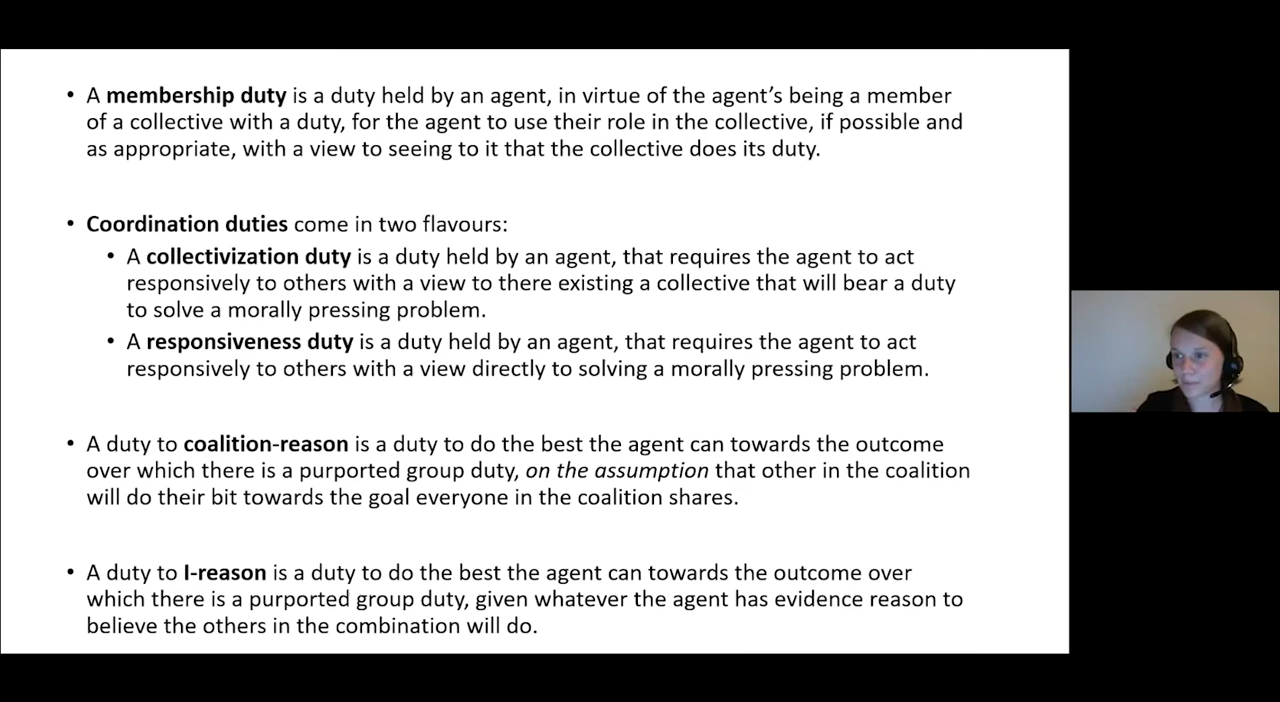 • A membership duty is a duty held by an agent, in virtue of the agent's being a member
of a collective with a duty, for the agent to use their role in the collective, if possible and
as appropriate, with a view to seeing to it that the collective does its duty.
• Coordination duties come in two flavours:
• A collectivization duty is a duty held by an agent, that requires the agent to act
responsively to others with a view to there existing a collective that will bear a duty
to solve a morally pressing problem.
• A responsiveness duty is a duty held by an agent, that requires the agent to act
responsively to others with a view directly to solving a morally pressing problem.
• A duty to coalition-reason is a duty to do the best the agent can towards the outcome
over which there is a purported group duty, on the assumption that other in the coalition
will do their bit towards the goal everyone in the coalition shares.
• A duty to I-reason is a duty to do the best the agent can towards the outcome over
which there is a purported group duty, given whatever the agent has evidence reason to
believe the others in the combination will do.